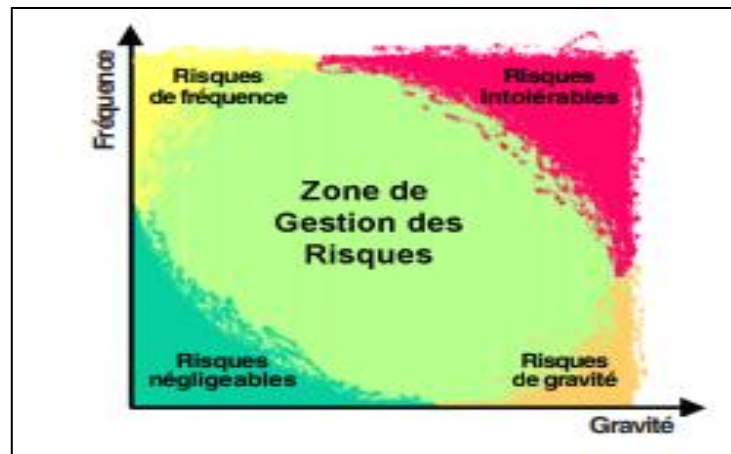 Fréquence
Risques
de fréquence
Risques
intolérables
Zone de
Gestion des
Risques
Risques
négligeables
Risques
de gravité
Gravité